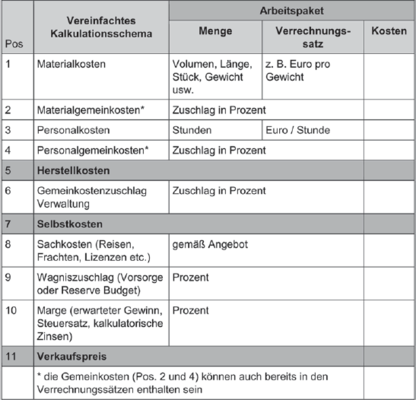 Pos
Vereinfachtes
Kalkulationsschema
Arbeitspaket
Menge
Verrechnungs-
satz
Kosten
1 Materialkosten Volumen, Länge, z. B. Euro pro
Stück, Gewicht Gewicht
usw.
2 Materialgemeinkosten* Zuschlag in Prozent
3 Personalkosten Stunden Euro / Stunde
4 Personalgemeinkosten* Zuschlag in Prozent
5 Herstellkosten
6 Gemeinkostenzuschlag Zuschlag in Prozent
Verwaltung
7 Selbstkosten
8 Sachkosten (Reisen, gemäß Angebot
Frachten, Lizenzen etc.)
9 Wagniszuschlag (Vorsorge Prozent
oder Reserve Budget)
10 Marge (erwarteter Gewinn, Prozent
Steuersatz, kalkulatorische
Zinsen)
11 Verkaufspreis
* die Gemeinkosten (Pos. 2 und 4) können auch bereits in den
Verrechnungssätzen enthalten sein